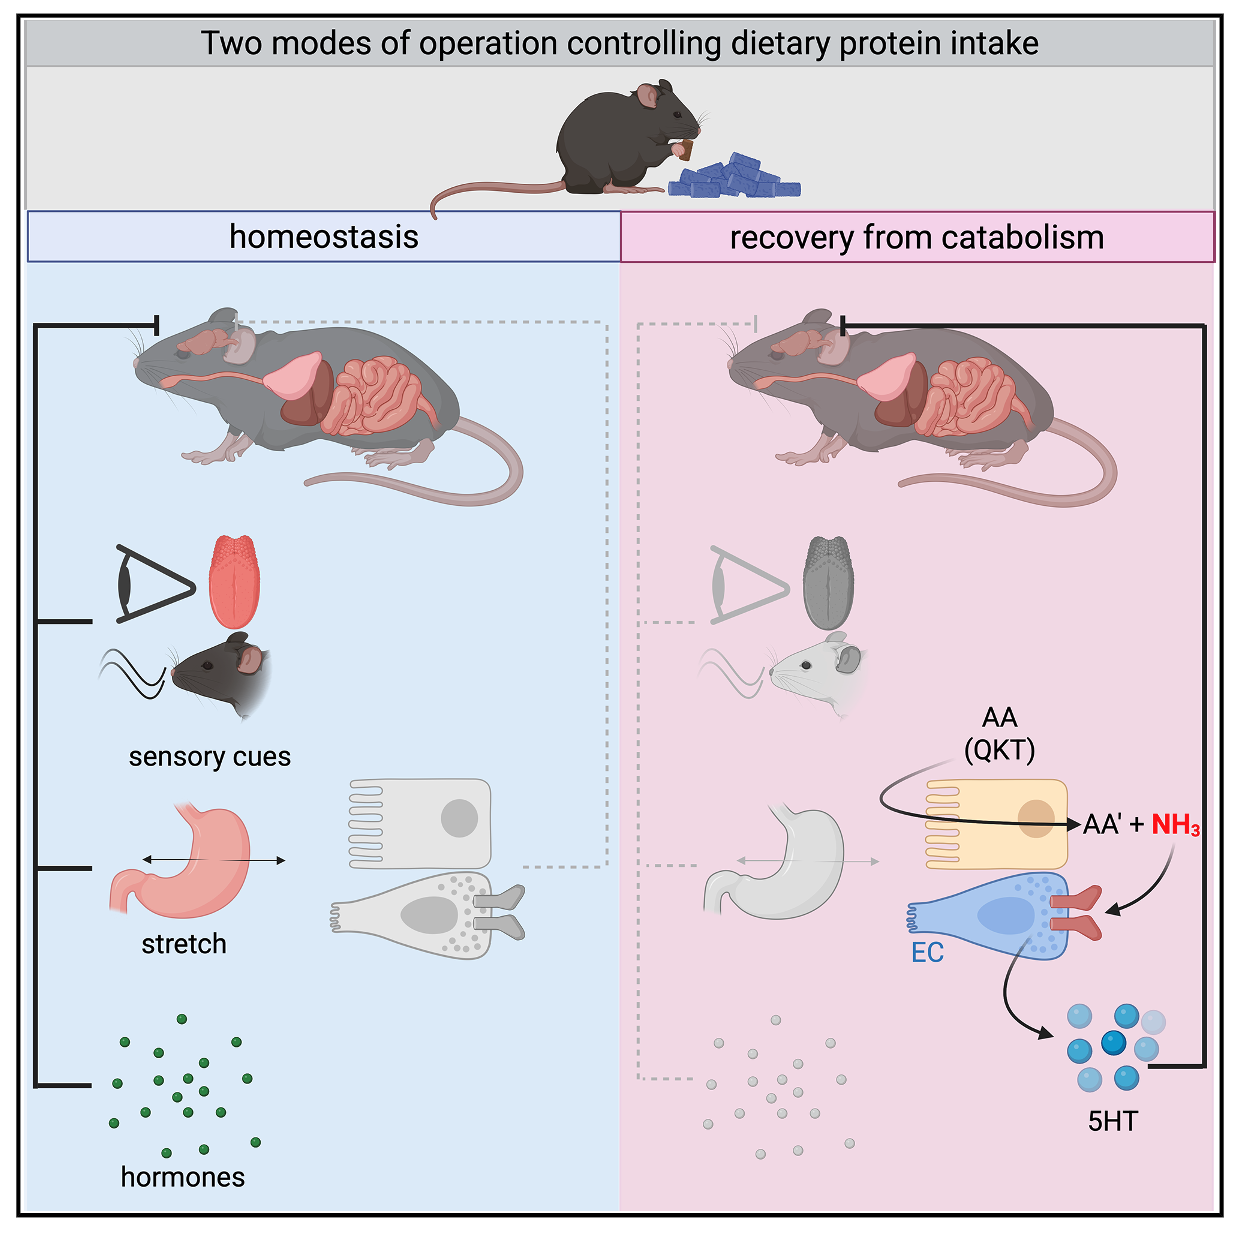 Two modes of operation controlling dietary protein intake
homeostasis
recovery from catabolism
sensory cues
stretch
hormones
AA
(QKT)
AA' + NH₃
EC
5HT